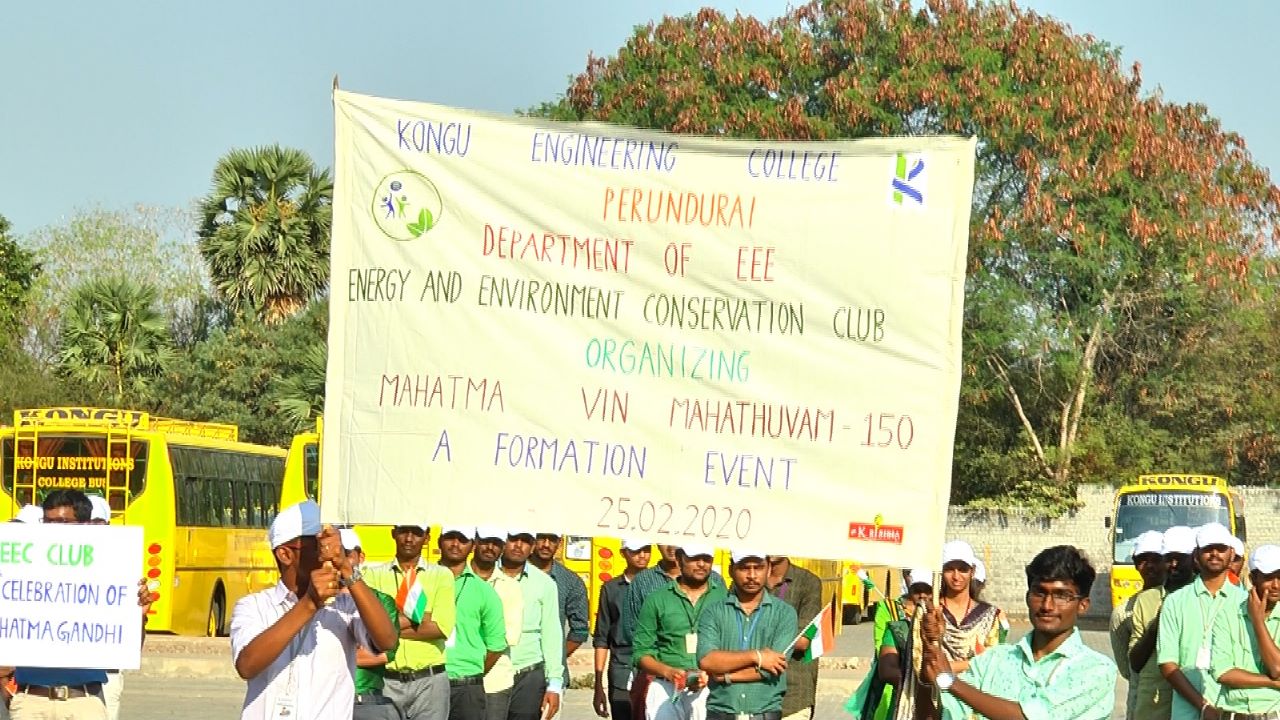 KONGU ENGINEERING COLLEGE
PERUNDURAI
DEPARTMENT OF EEE
ENERGY AND ENVIRONMENT CONSERVATION CLUB
ORGANIZING
MAHATMA VIN MAHATHUVAM - 150
A FORMATION EVENT
25.02.2020
KONGU
KONGU INSTITUTIONS
COLLEGE BUS
EEC CLUB
CELEBRATION OF
HATMA GANDHI
KONGU
KONGU INSTITUTIONS